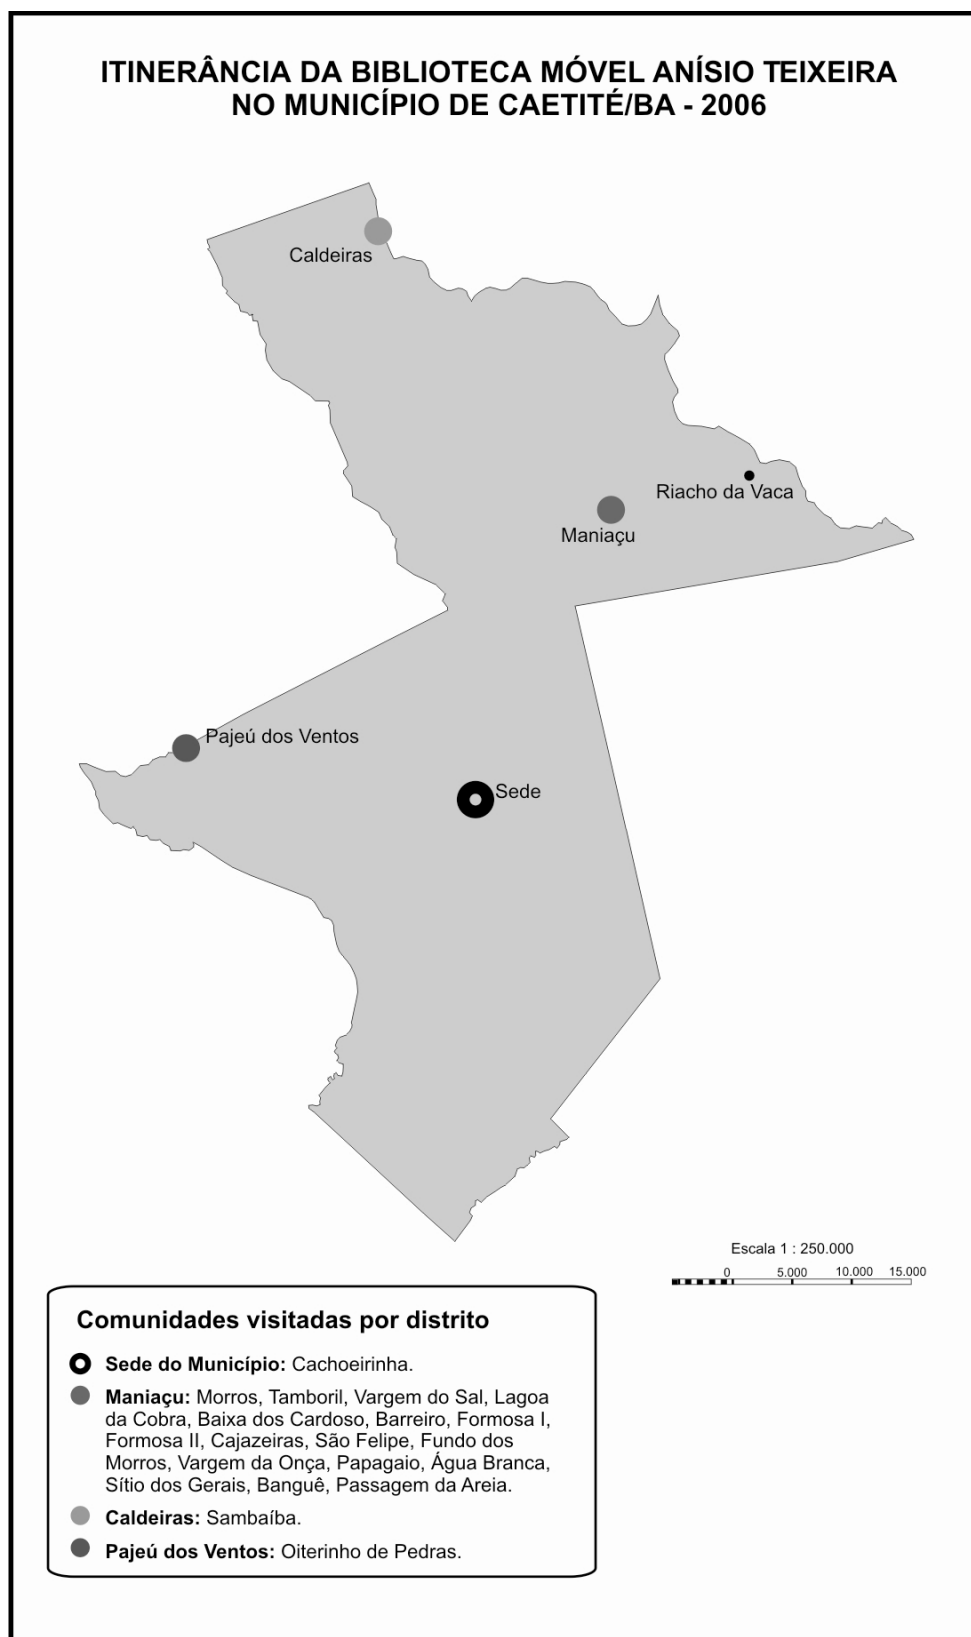 ITINERÂNCIA DA BIBLIOTECA MÓVEL ANÍSIO TEIXEIRA
NO MUNICÍPIO DE CAETITÉ/BA - 2006
Caldeiras
Riacho da Vaca
Maniaçu
Pajeú dos Ventos
Sede
Escala 1 : 250.000
0 5.000 10.000 15.000
Comunidades visitadas por distrito
Sede do Município: Cachoeirinha.
Maniaçu: Morros, Tamboril, Vargem do Sal, Lagoa
da Cobra, Baixa dos Cardoso, Barreiro, Formosa I,
Formosa II, Cajazeiras, São Felipe, Fundo dos
Morros, Vargem da Onça, Papagaio, Água Branca,
Sítio dos Gerais, Banguê, Passagem da Areia.
Caldeiras: Sambaíba.
Pajeú dos Ventos: Oiterinho de Pedras.